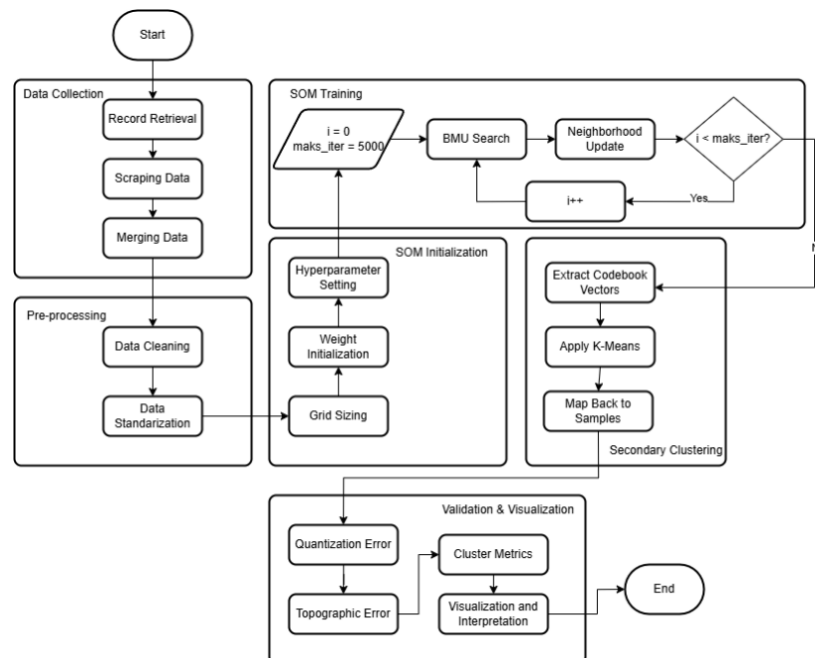 Start
Data Collection
Record Retrieval
Scraping Data
Merging Data
Pre-processing
Data Cleaning
Data
Standarization
SOM Initialization
Grid Sizing
Weight
Initialization
Hyperparameter
Setting
SOM Training
i = 0
maks_iter = 5000
BMU Search
Neighborhood
Update
i < maks_iter?
Yes
i++
Extract Codebook
Vectors
Apply K-Means
Map Back to
Samples
Secondary Clustering
Validation & Visualization
Quantization Error
Topographic Error
Cluster Metrics
Visualization and
Interpretation
End